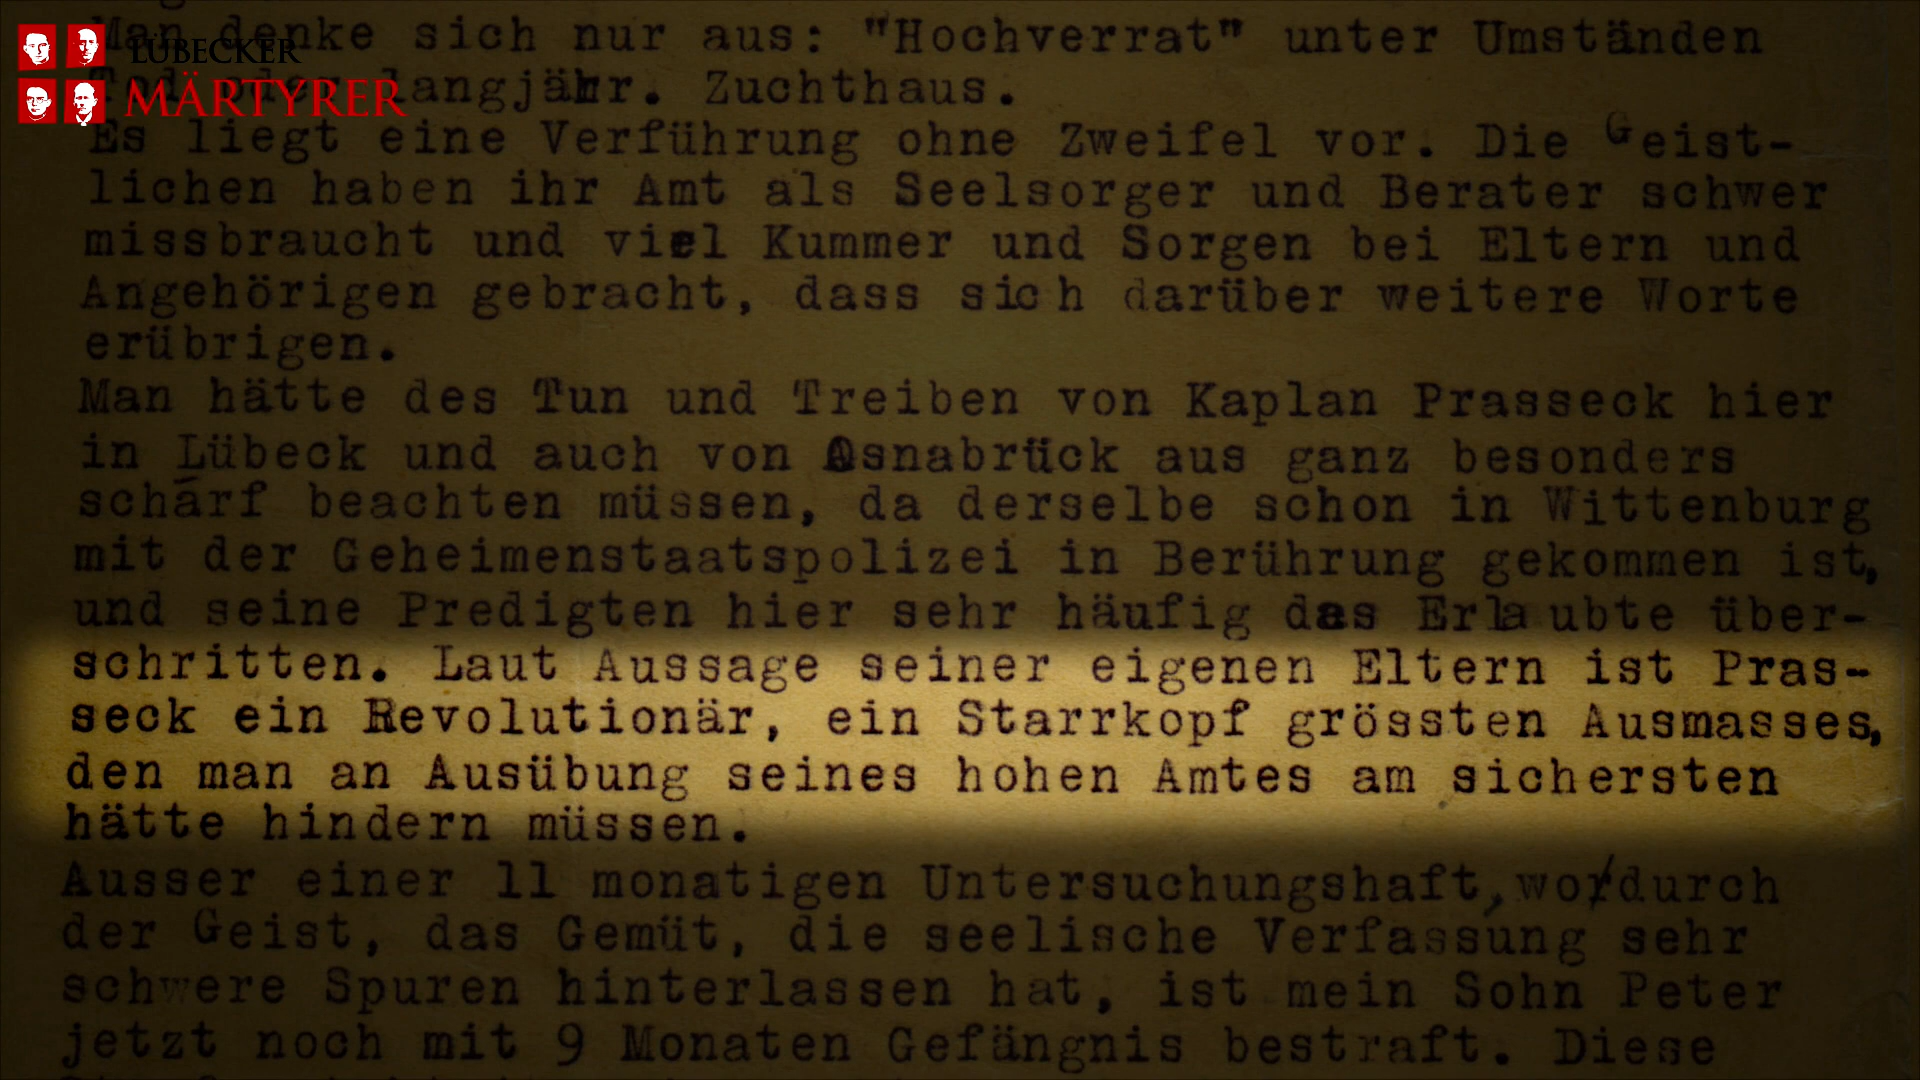 LÜBECKER
MÄRTYRER
Man denke sich nur aus: "Hochverrat" unter Umständen
Tod oder langjähr. Zuchthaus.
Es liegt eine Verführung ohne Zweifel vor. Die Geist-
lichen haben ihr Amt als Seelsorger und Berater schwer
missbraucht und viel Kummer und Sorgen bei Eltern und
Angehörigen gebracht, dass sich darüber weitere Worte
erübrigen.
Man hätte des Tun und Treiben von Kaplan Prasseck hier
in Lübeck und auch von Osnabrück aus ganz besonders
scharf beachten müssen, da derselbe schon in Wittenburg
mit der Geheimenstaatspolizei in Berührung gekommen ist,
und seine Predigten hier sehr häufig das Erlaubte über-
schritten. Laut Aussage seiner eigenen Eltern ist Pras-
seck ein Revolutionär, ein Starrkopf grössten Ausmasses,
den man an Ausübung seines hohen Amtes am sichersten
hätte hindern müssen.
Ausser einer 11 monatigen Untersuchungshaft, wodurch
der Geist, das Gemüt, die seelische Verfassung sehr
schwere Spuren hinterlassen hat, ist mein Sohn Peter
jetzt noch mit 9 Monaten Gefängnis bestraft. Diese